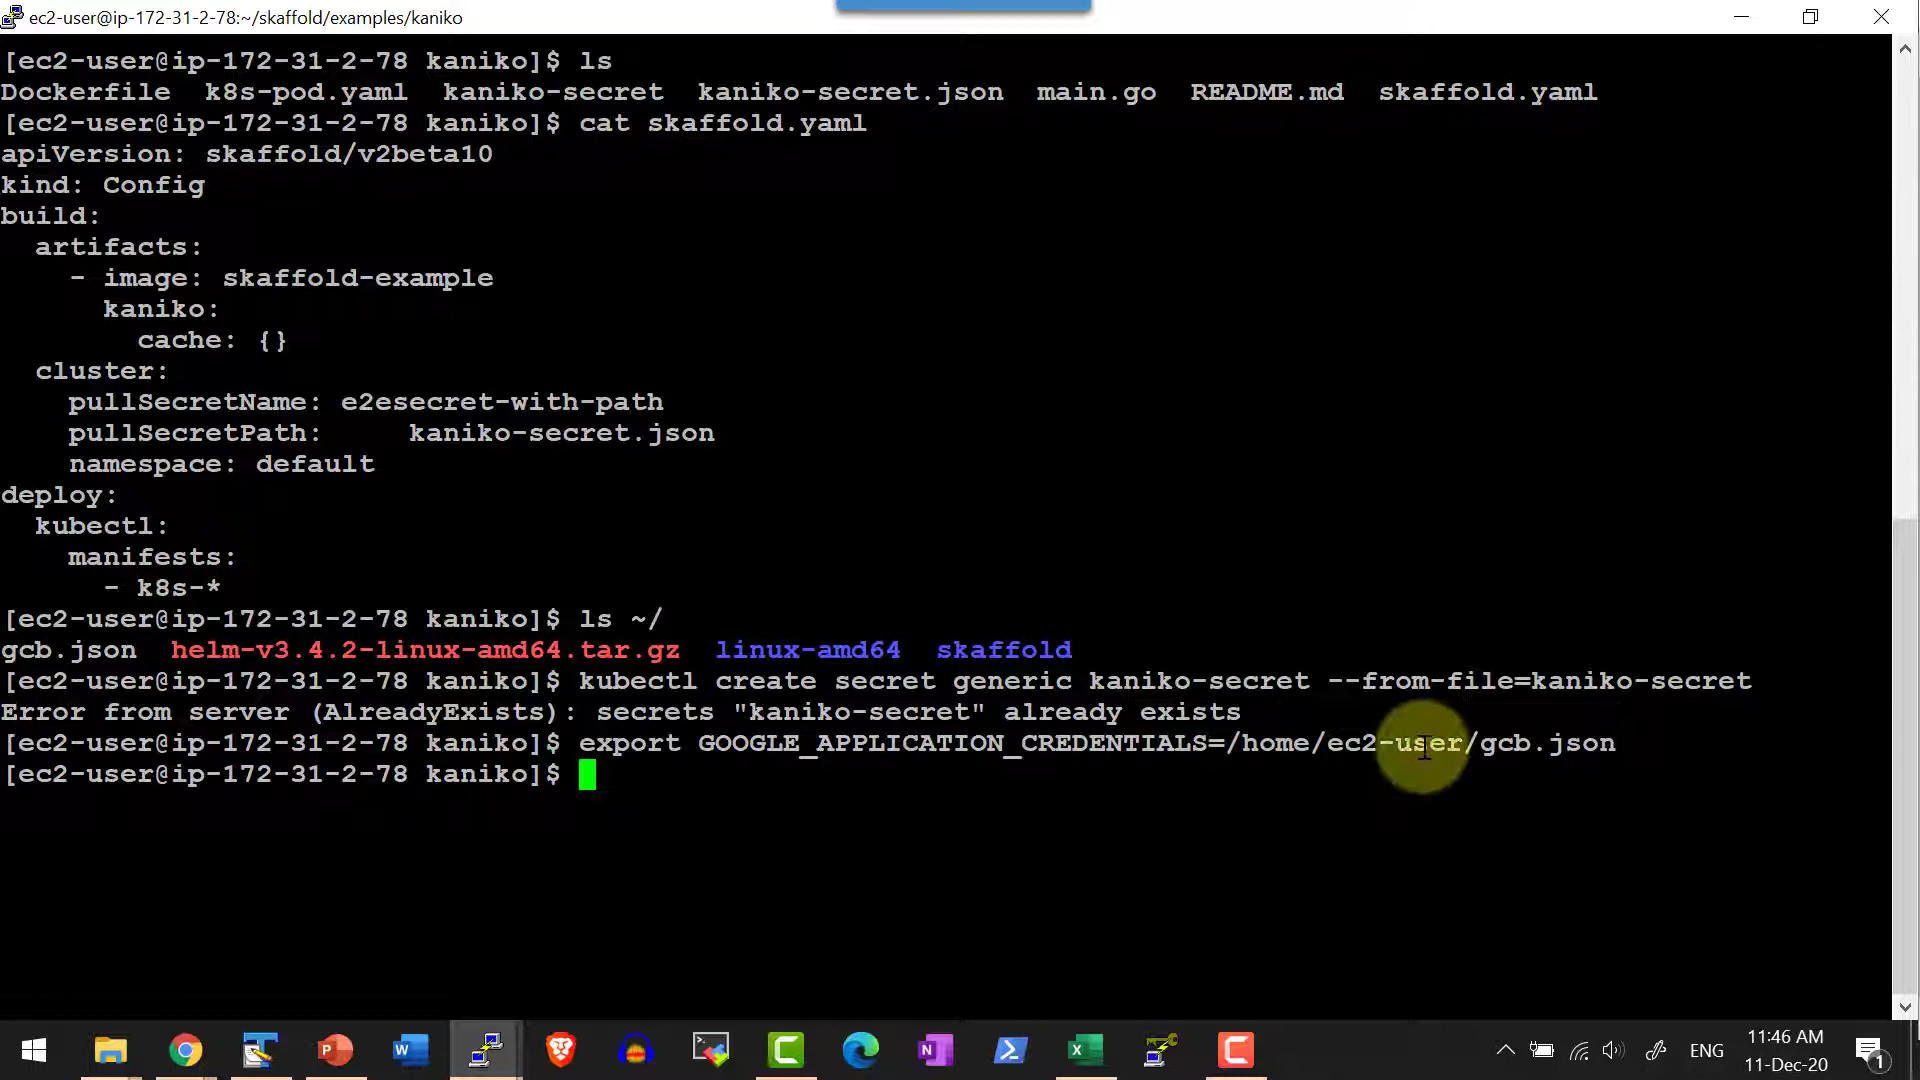 ec2-user@ip-172-31-2-78:~/skaffold/examples/kaniko
[ec2-user@ip-172-31-2-78 kaniko]$ ls
Dockerfile  k8s-pod.yaml  kaniko-secret  kaniko-secret.json  main.go  README.md  skaffold.yaml
[ec2-user@ip-172-31-2-78 kaniko]$ cat skaffold.yaml
apiVersion: skaffold/v2beta10
kind: Config
build:
  artifacts:
    - image: skaffold-example
      kaniko:
        cache: {}
  cluster:
    pullSecretName: e2esecret-with-path
    pullSecretPath:     kaniko-secret.json
    namespace: default
deploy:
  kubectl:
    manifests:
      - k8s-*
[ec2-user@ip-172-31-2-78 kaniko]$ ls ~/
gcb.json  helm-v3.4.2-linux-amd64.tar.gz  linux-amd64  skaffold
[ec2-user@ip-172-31-2-78 kaniko]$ kubectl create secret generic kaniko-secret --from-file=kaniko-secret
Error from server (AlreadyExists): secrets "kaniko-secret" already exists
[ec2-user@ip-172-31-2-78 kaniko]$ export GOOGLE_APPLICATION_CREDENTIALS=/home/ec2-user/gcb.json
[ec2-user@ip-172-31-2-78 kaniko]$
ENG
11:46 AM
11-Dec-20
1